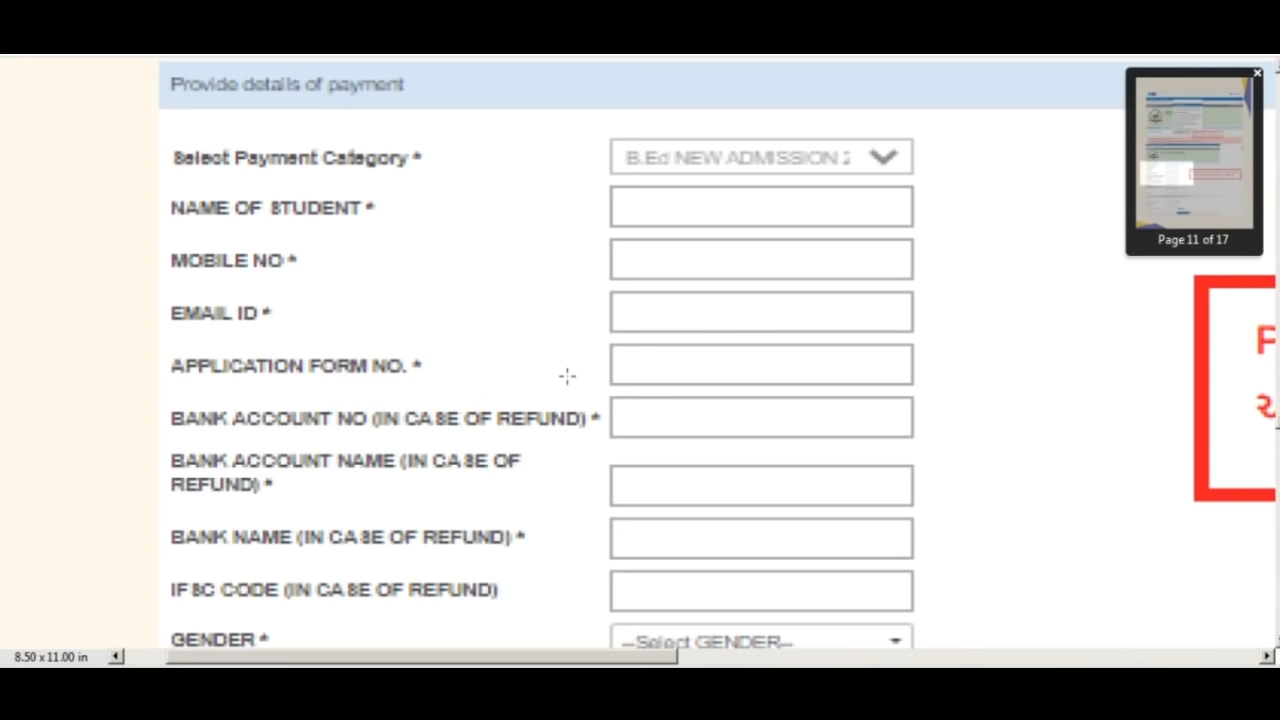 Provide details of payment
Select Payment Category *
B.Ed NEW ADMISSION 2
NAME OF STUDENT *
MOBILE NO *
EMAIL ID *
APPLICATION FORM NO. *
BANK ACCOUNT NO (IN CASE OF REFUND) *
BANK ACCOUNT NAME (IN CASE OF
REFUND) *
BANK NAME (IN CASE OF REFUND) *
IFSC CODE (IN CASE OF REFUND)
GENDER *
--Select GENDER--
Page 11 of 17
8.50 x 11.00 in